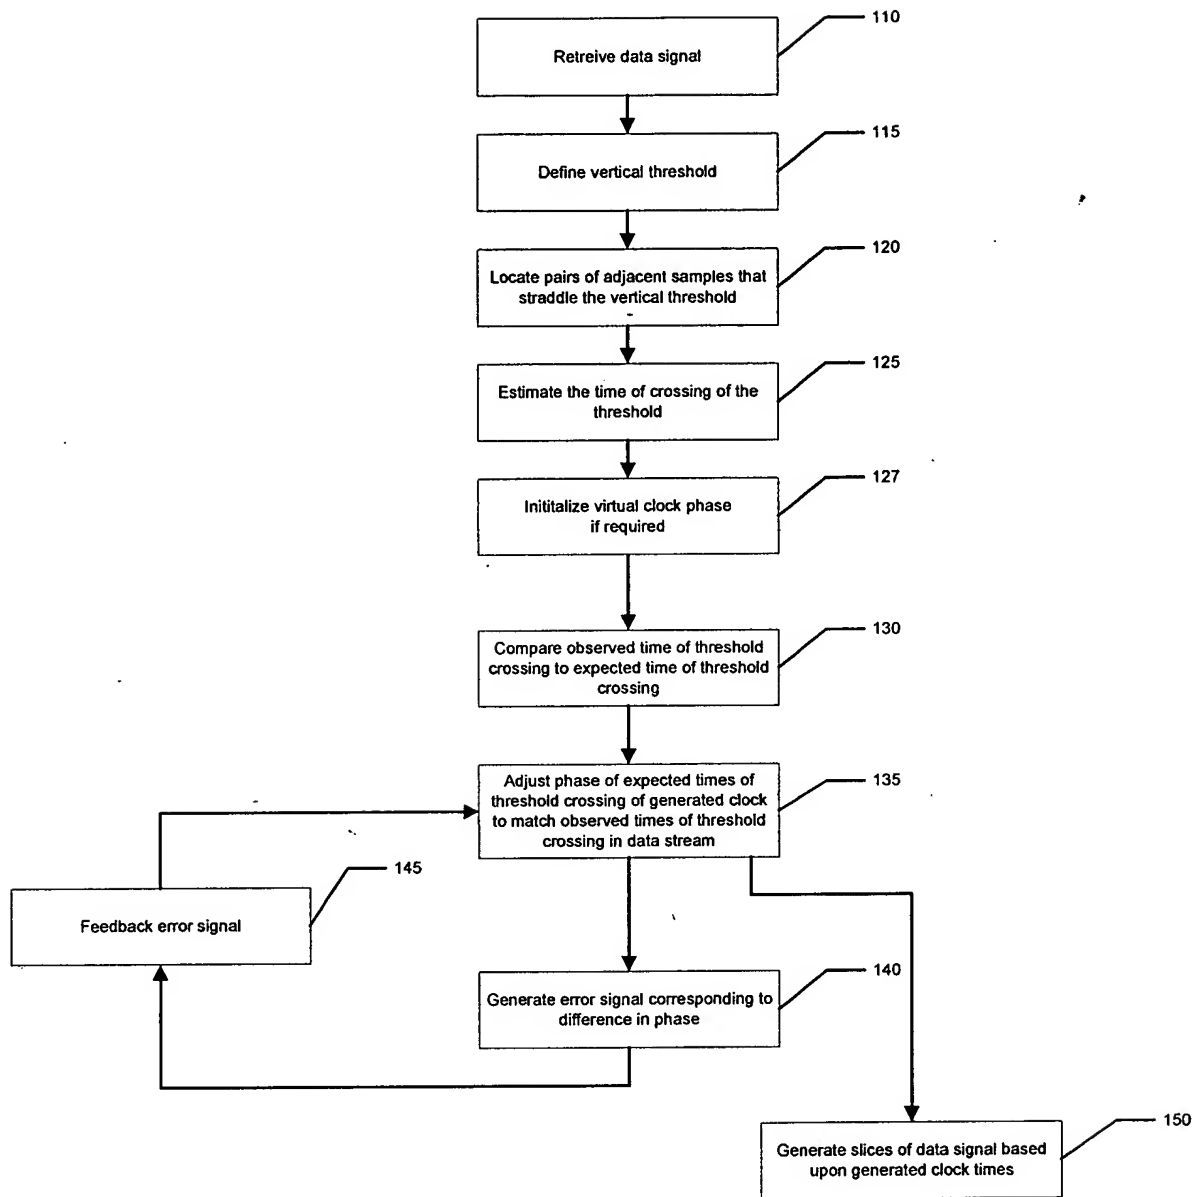 110
Retreive data signal
115
Define vertical threshold
120
Locate pairs of adjacent samples that
straddle the vertical threshold
125
Estimate the time of crossing of the
threshold
127
Inititalize virtual clock phase
if required
130
Compare observed time of threshold
crossing to expected time of threshold
crossing
135
Adjust phase of expected times of
threshold crossing of generated clock
to match observed times of threshold
crossing in data stream
145
Feedback error signal
140
Generate error signal corresponding to
difference in phase
150
Generate slices of data signal based
upon generated clock times